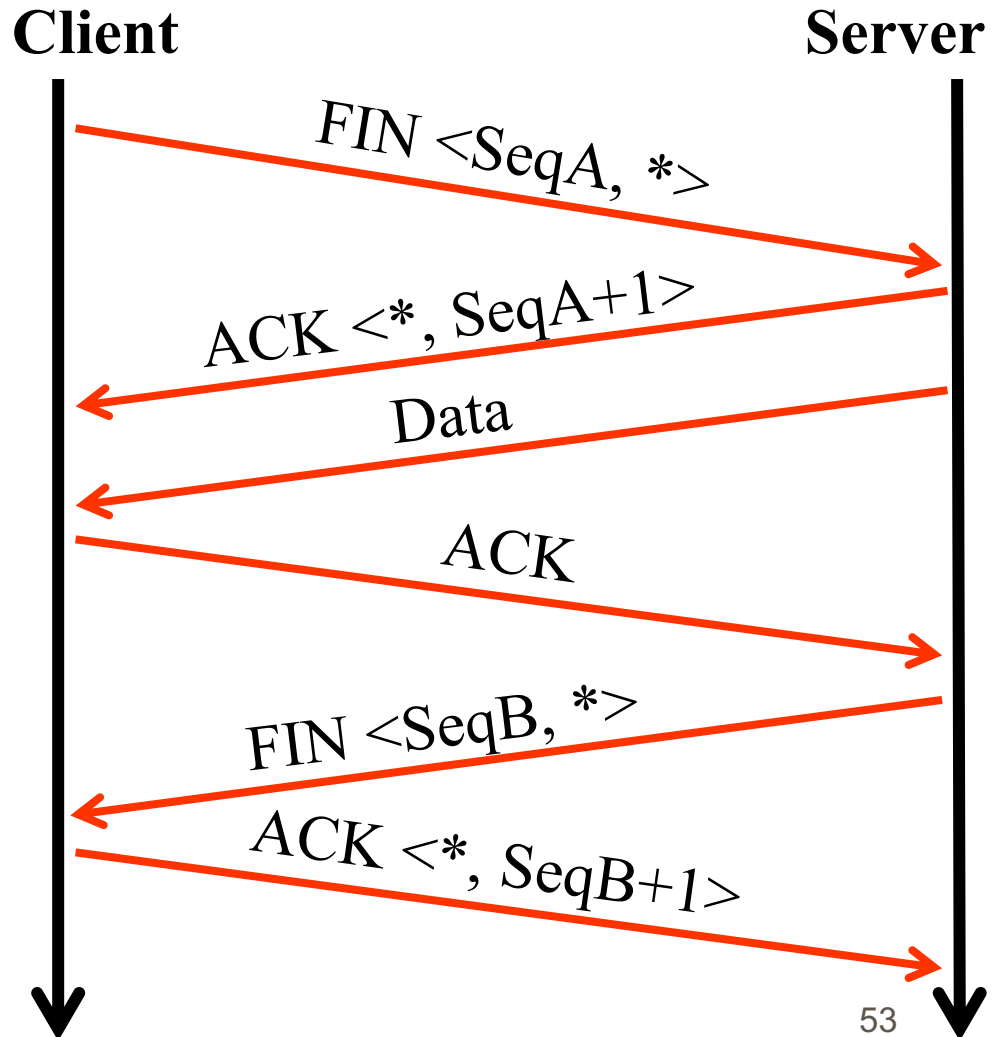 Client
Server
FIN <SeqA, *>
ACK <*, SeqA+1>
Data
ACK
FIN <SeqB, *>
ACK <*, SeqB+1>
53